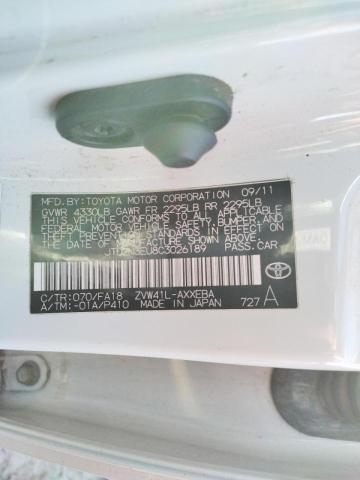 MFD.BY:TOYOTA MOTOR CORPORATION 09/11
GVWR 4330LB GAWR FR 2295LB RR 2295LB
THIS VEHICLE CONFORMS TO ALL APPLICABLE
FEDERAL MOTOR VEHICLE SAFETY, BUMPER, AND
THEFT PREVENTION STANDARDS IN EFFECT ON
THE DATE OF MANUFACTURE SHOWN ABOVE.
PASS.CAR
C/TR:070/FA18 ZVW41L-AXXEBA
A/TM:-01A/P410 MADE IN JAPAN 727 A